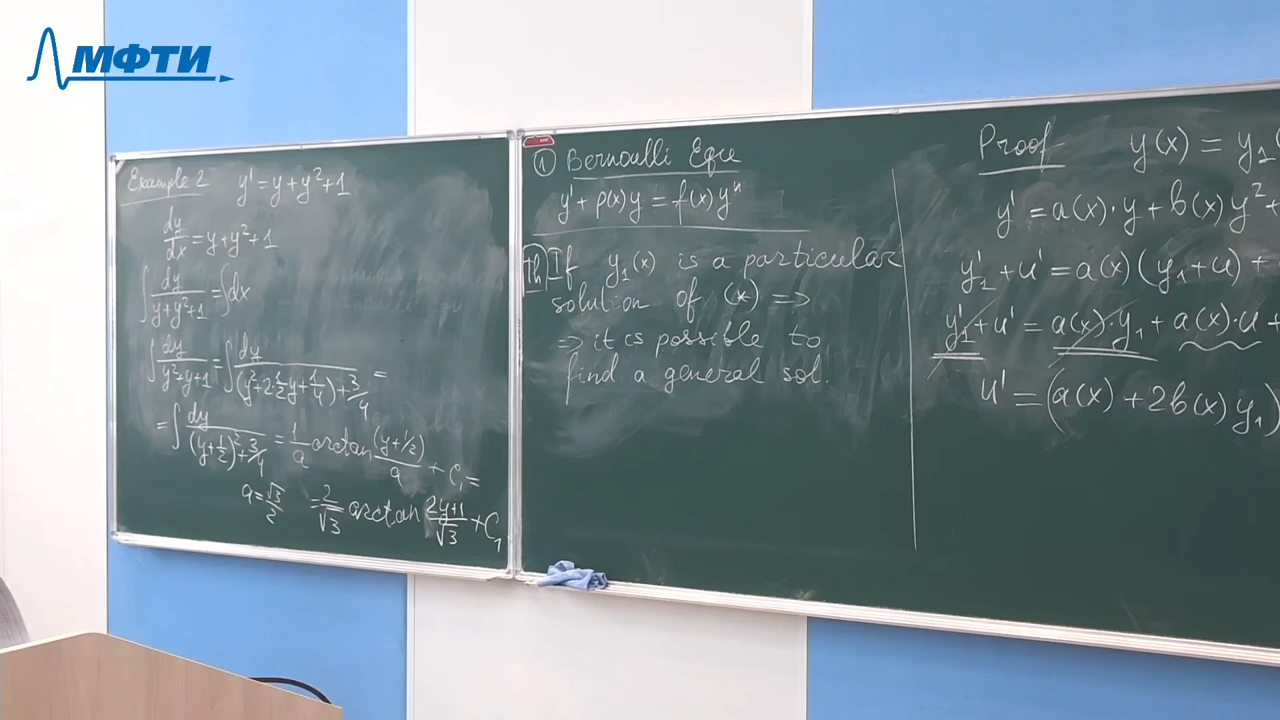 МФТИ
Example 2 y' = y + y² + 1
dy/dx = y + y² + 1
∫ dy/(y + y² + 1) = ∫ dx
∫ dy/(y² + y + 1) = ∫ dy/((y² + 2·½y + ¼) + 3/4) =
= ∫ dy/((y + ½)² + 3/4) = 1/a arctan (y + 1/2)/a + C₁ =
a = √3/2 = 2/√3 arctan (2y + 1)/√3 + C₁
① Bernoulli Equ
y' + p(x)y = f(x)yⁿ
Th If y₁(x) is a particular
solution of (*) ⇒
⇒ it is possible to
find a general sol.
Proof y(x) = y₁
y' = a(x)·y + b(x)y² +
y₁' + u' = a(x)(y₁ + u) +
y₁' + u' = a(x)·y₁ + a(x)·u +
u' = (a(x) + 2b(x)y₁)